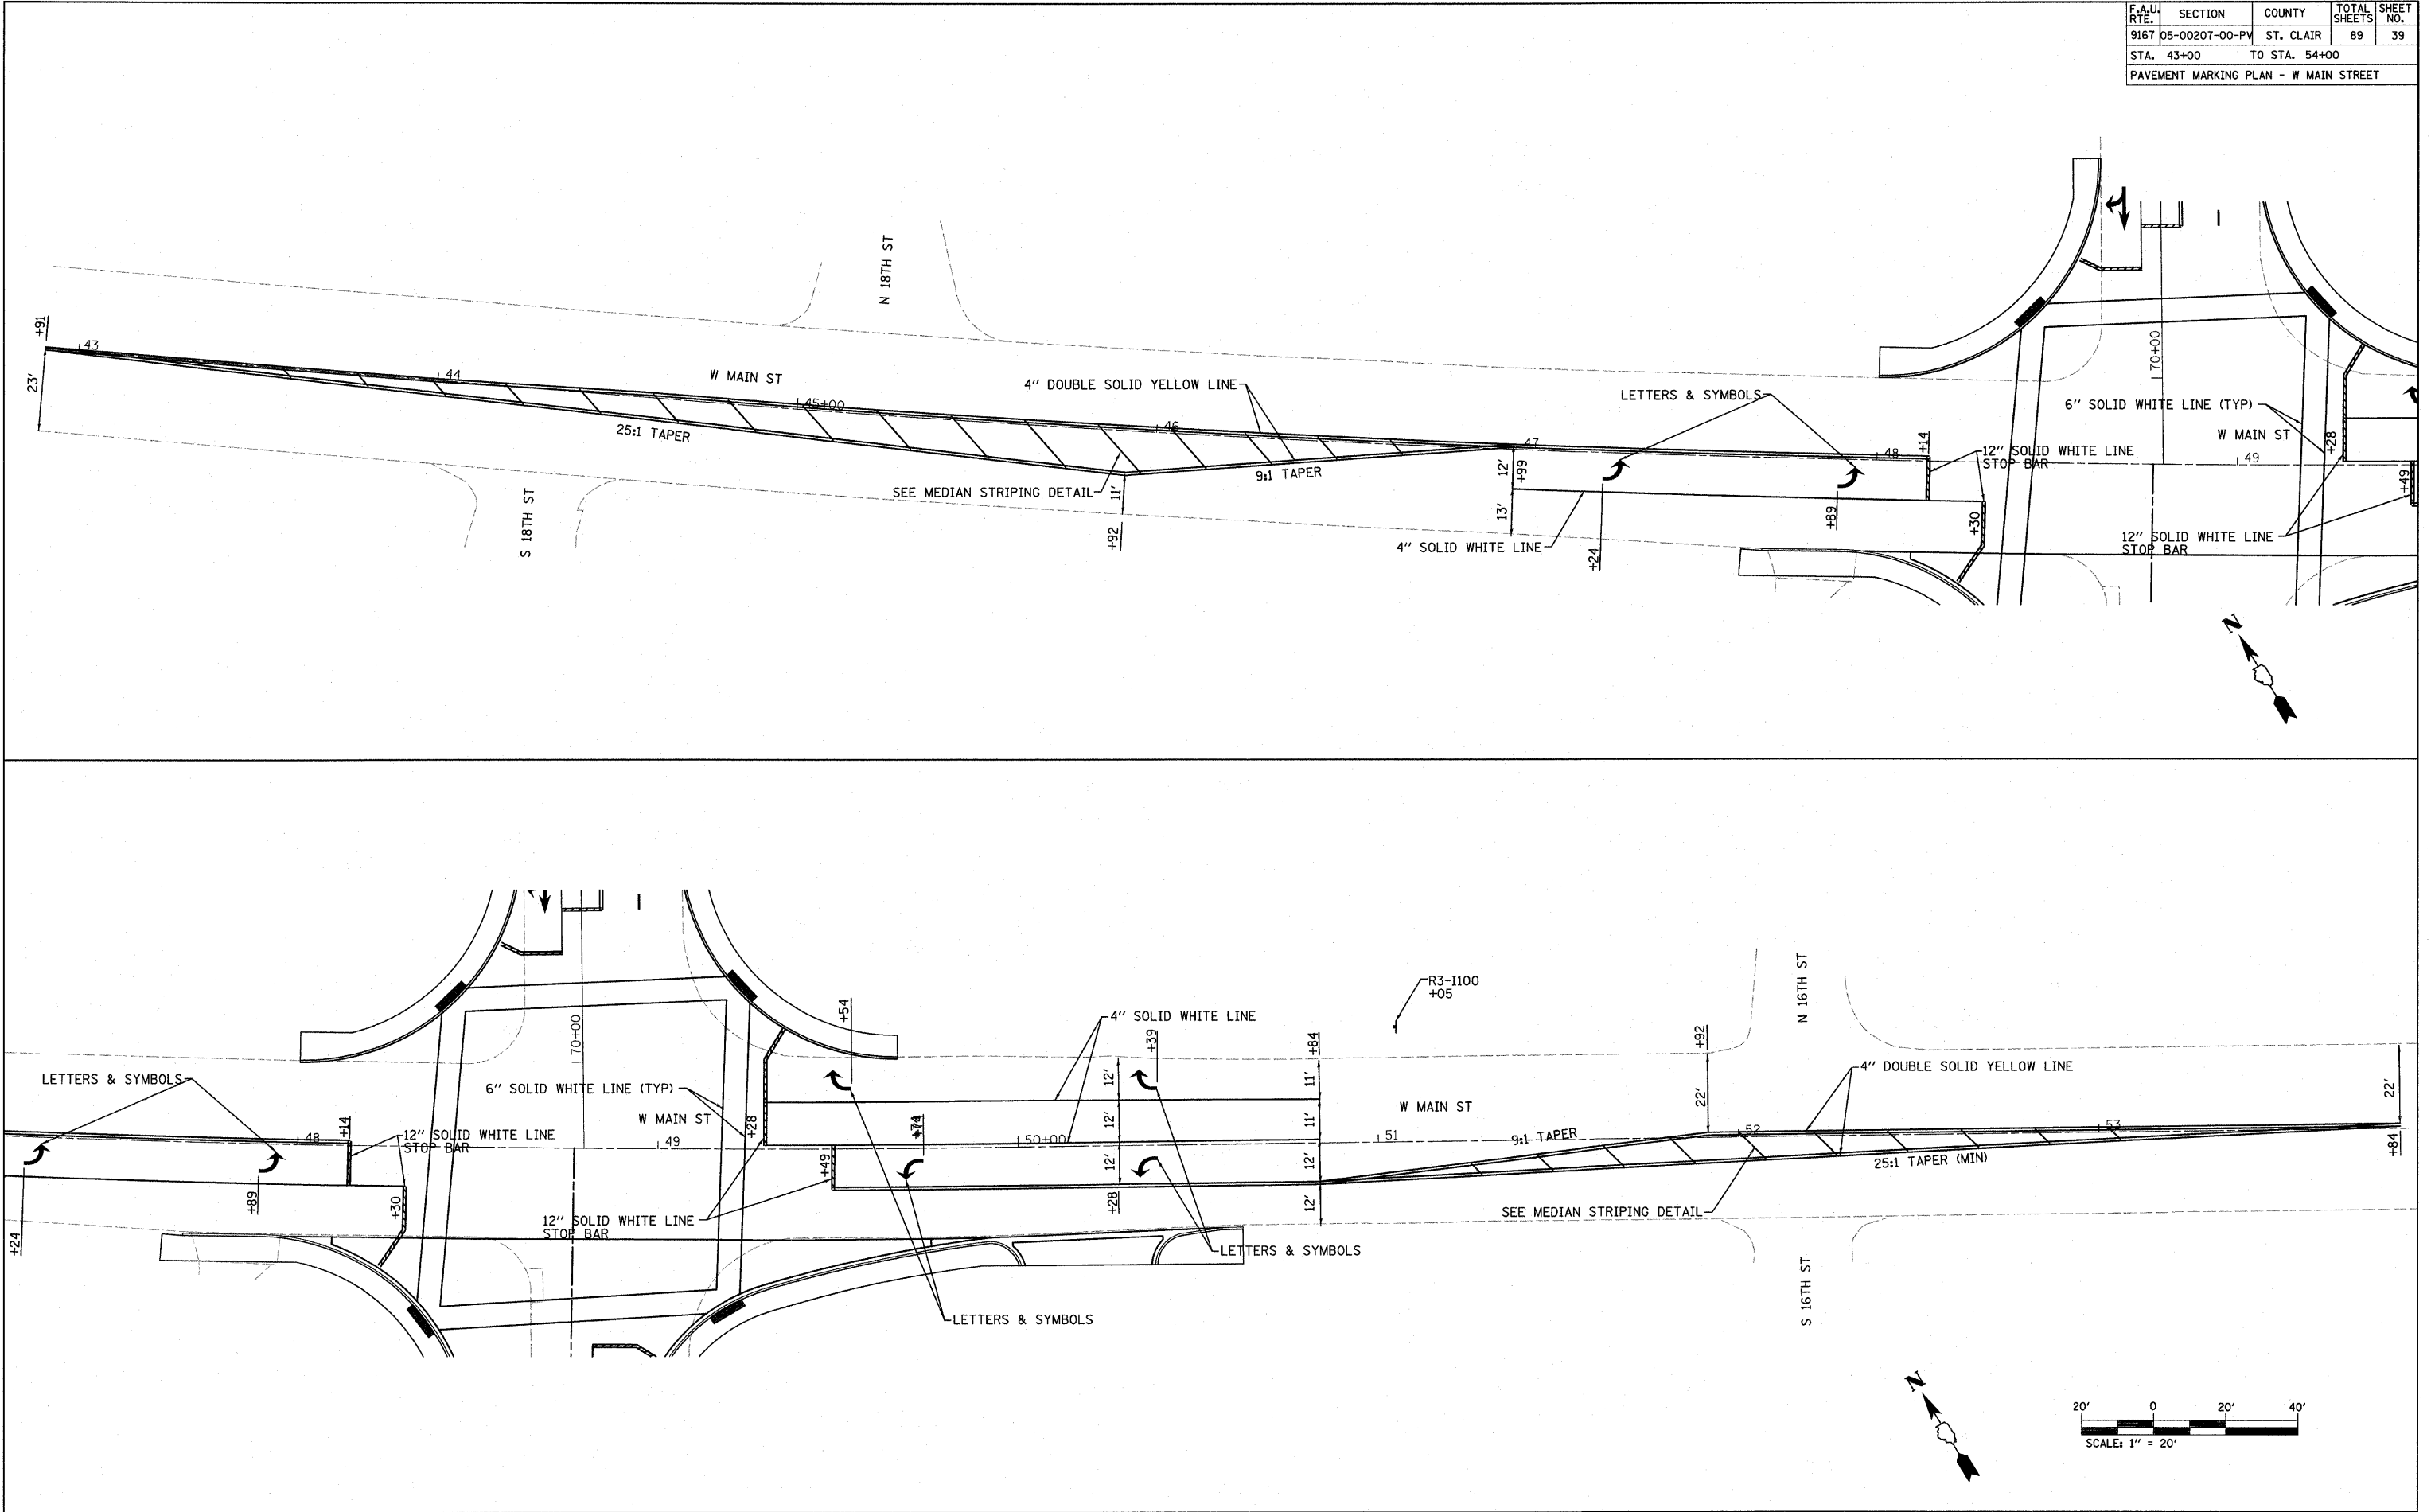 F.A.U. RTE. SECTION COUNTY TOTAL SHEETS SHEET NO.
9167 05-00207-00-PV ST. CLAIR 89 39
STA. 43+00 TO STA. 54+00
PAVEMENT MARKING PLAN - W MAIN STREET
N 18TH ST
+91
43
23'
44
W MAIN ST
45+00
4" DOUBLE SOLID YELLOW LINE
46
25:1 TAPER
SEE MEDIAN STRIPING DETAIL
11'
+92
9:1 TAPER
S 18TH ST
47
12'
+99
13'
4" SOLID WHITE LINE
+24
LETTERS & SYMBOLS
+89
48
+14
12" SOLID WHITE LINE
STOP BAR
+30
70+00
6" SOLID WHITE LINE (TYP)
W MAIN ST
+28
49
+49
12" SOLID WHITE LINE
STOP BAR
N
LETTERS & SYMBOLS
+24
+89
48
+14
12" SOLID WHITE LINE
STOP BAR
+30
70+00
6" SOLID WHITE LINE (TYP)
W MAIN ST
+28
49
+49
12" SOLID WHITE LINE
STOP BAR
+54
+74
50+00
4" SOLID WHITE LINE
+39
12'
12'
12'
+28
+84
11'
11'
12'
12'
LETTERS & SYMBOLS
LETTERS & SYMBOLS
R3-I100
+05
W MAIN ST
51
9:1 TAPER
+92
22'
N 16TH ST
4" DOUBLE SOLID YELLOW LINE
52
53
25:1 TAPER (MIN)
SEE MEDIAN STRIPING DETAIL
S 16TH ST
22'
+84
N
20' 0 20' 40'
SCALE: 1" = 20'